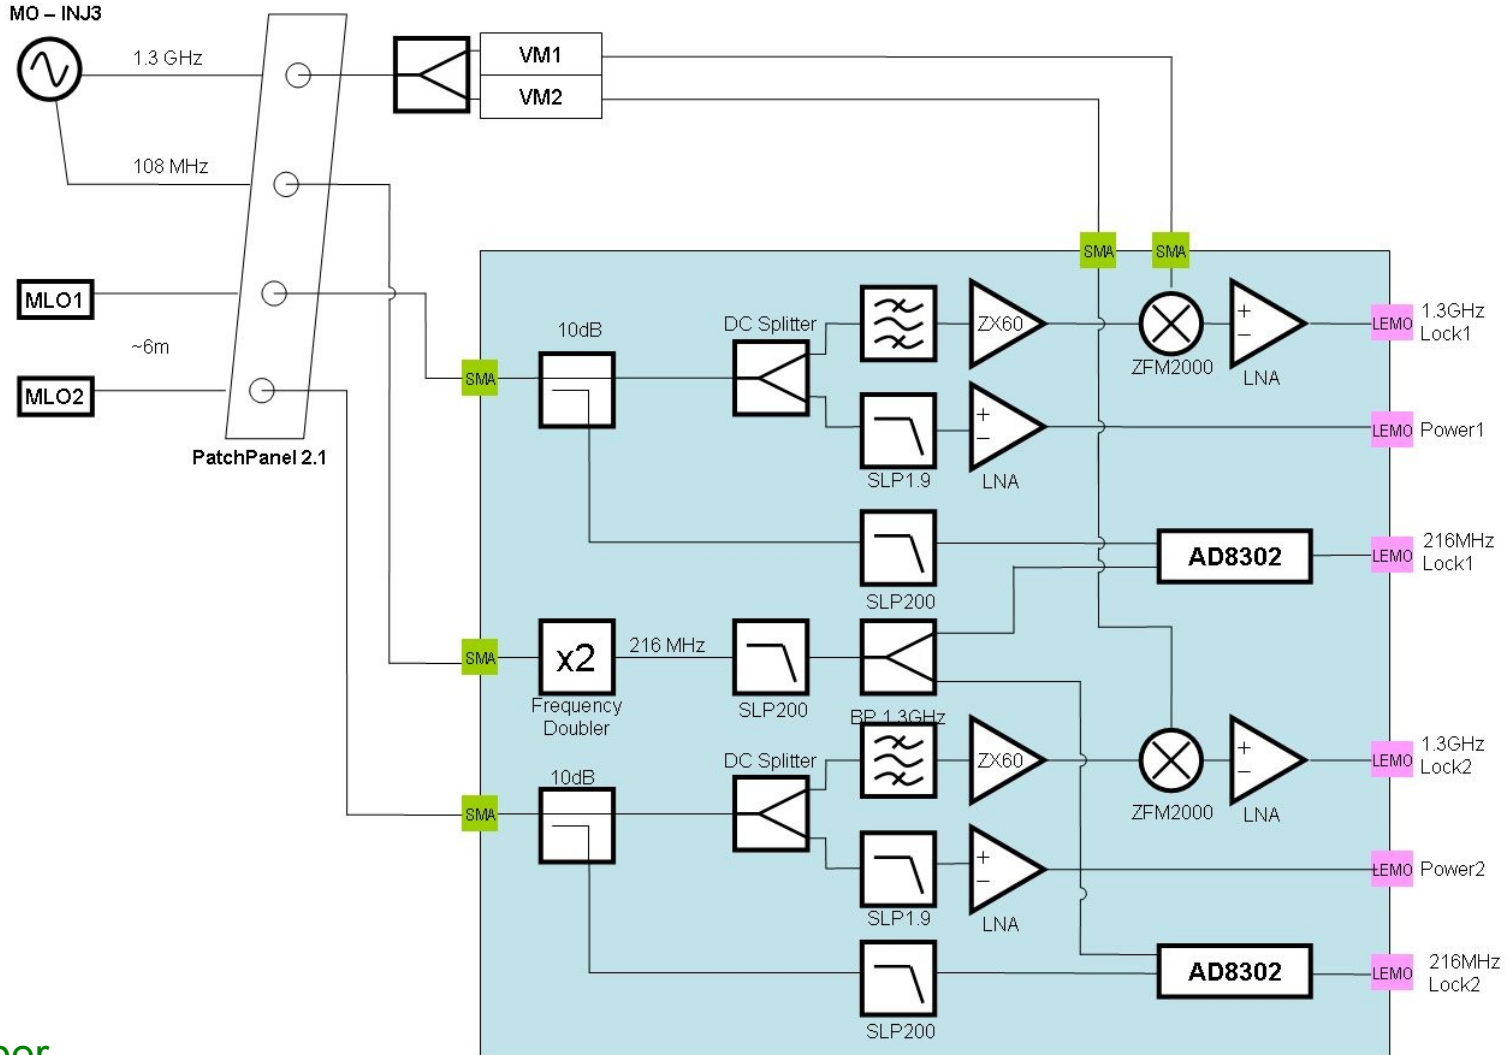 MO – INJ3
1.3 GHz
VM1
VM2
108 MHz
SMA
SMA
MLO1
~6m
MLO2
PatchPanel 2.1
10dB
DC Splitter
ZX60
ZFM2000
LNA
LEMO
1.3GHz
Lock1
SMA
SLP1.9
+
−
LNA
+
−
LEMO
Power1
SLP200
AD8302
LEMO
216MHz
Lock1
SMA
x2
Frequency
Doubler
216 MHz
SLP200
BP 1.3GHz
10dB
DC Splitter
ZX60
ZFM2000
+
−
LNA
LEMO
1.3GHz
Lock2
SMA
SLP1.9
+
−
LNA
LEMO
Power2
SLP200
AD8302
LEMO
216MHz
Lock2